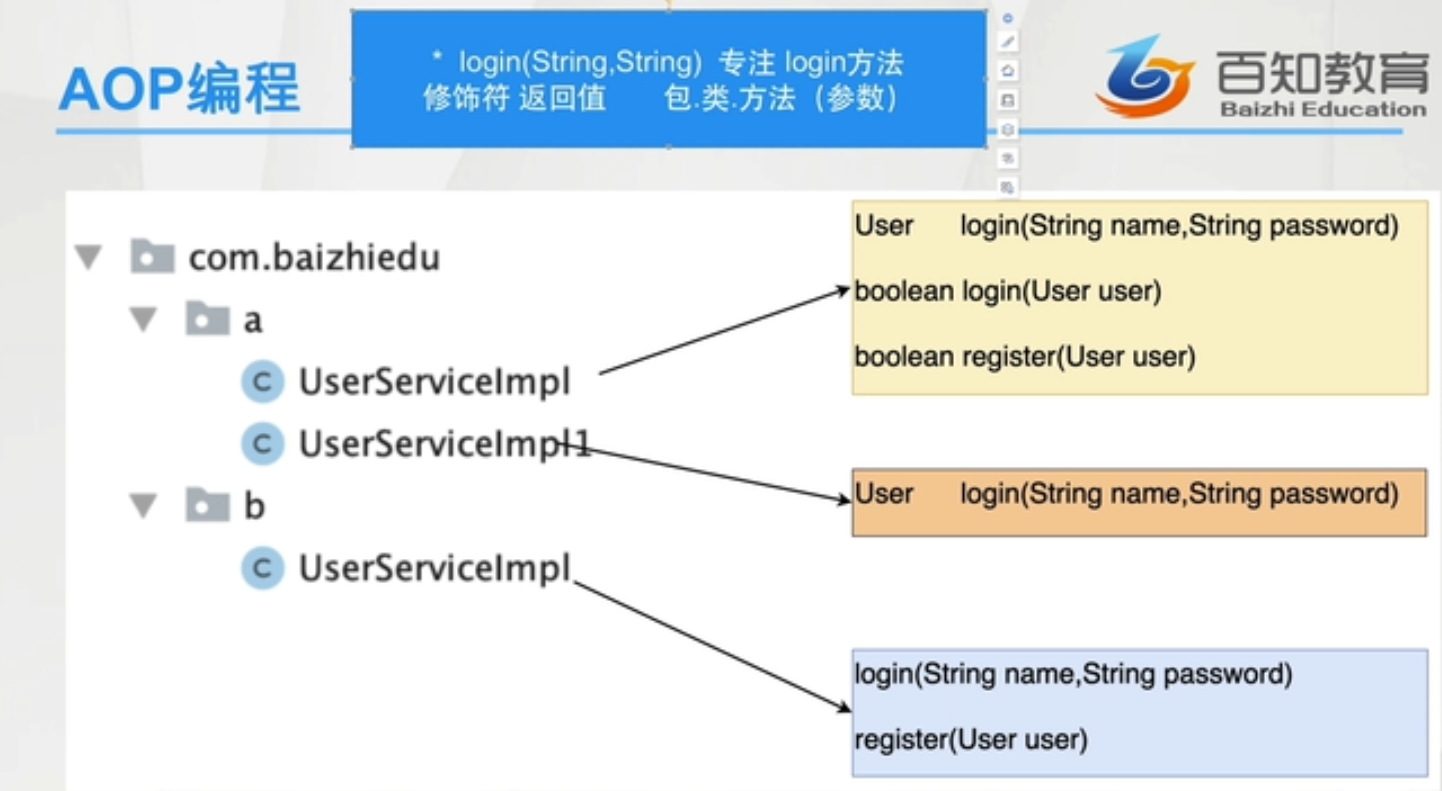 AOP编程
* login(String,String) 专注 login方法
修饰符 返回值 包.类.方法（参数）
百知教育
Baizhi Education
com.baizhiedu
a
UserServiceImpl
UserServiceImpl1
b
UserServiceImpl
User login(String name,String password)
boolean login(User user)
boolean register(User user)
User login(String name,String password)
login(String name,String password)
register(User user)